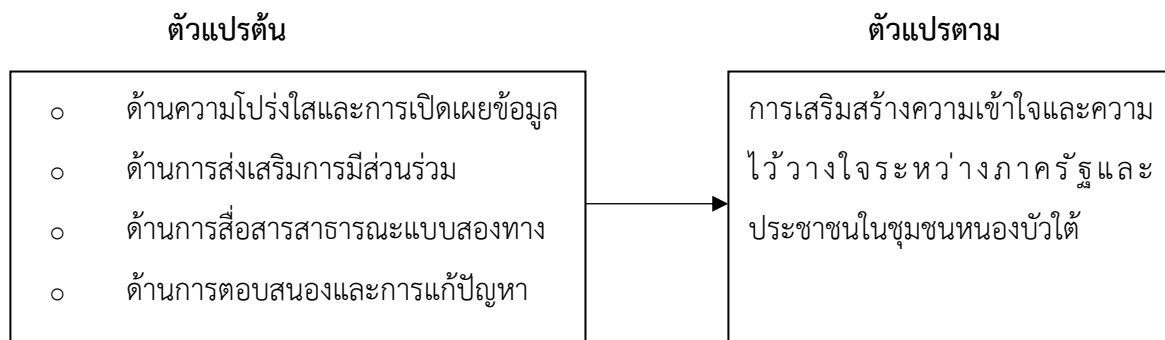 ตัวแปรต้น
ตัวแปรตาม
o ด้านความโปร่งใสและการเปิดเผยข้อมูล
o ด้านการส่งเสริมการมีส่วนร่วม
o ด้านการสื่อสารสาธารณะแบบสองทาง
o ด้านการตอบสนองและการแก้ปัญหา
การเสริมสร้างความเข้าใจและความ
ไว้วางใจระหว่างภาครัฐและ
ประชาชนในชุมชนหนองบัวใต้